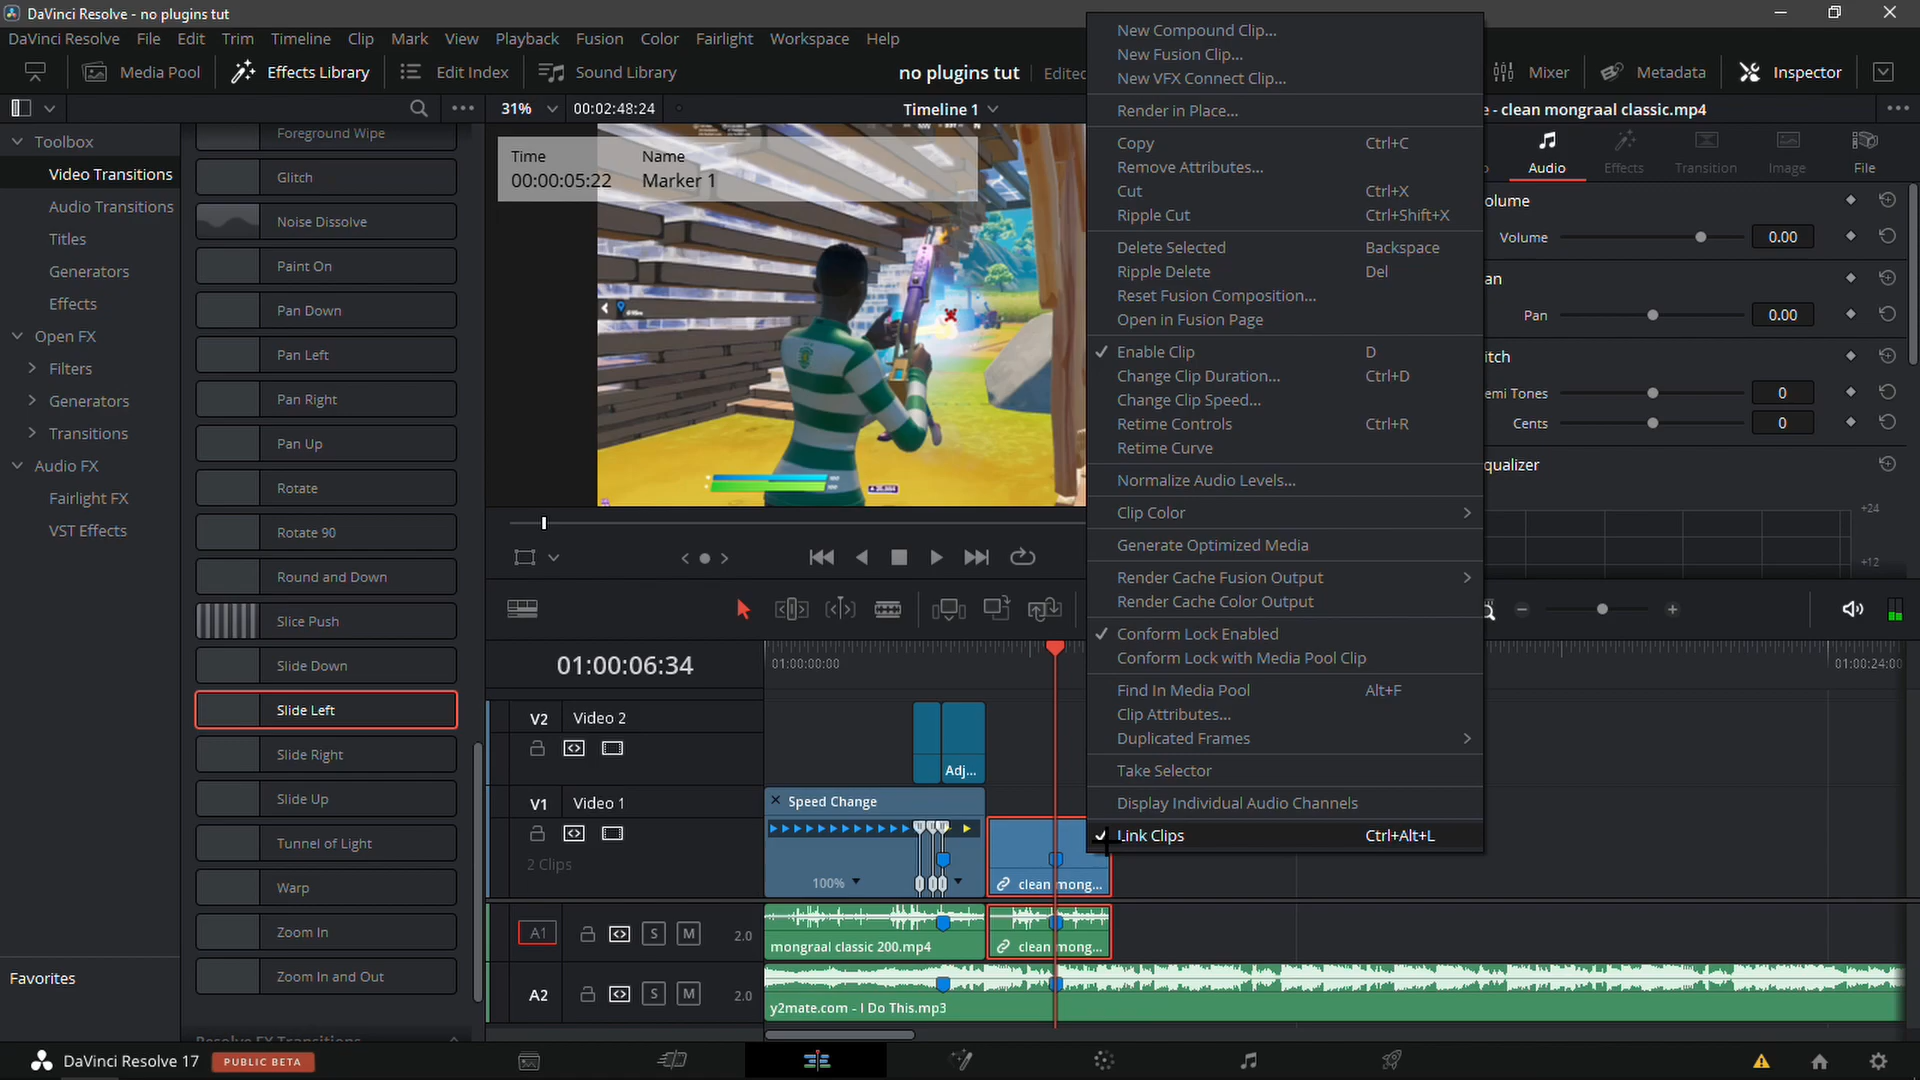 DaVinci Resolve - no plugins tut
DaVinci Resolve File Edit Trim Timeline Clip Mark View Playback Fusion Color Fairlight Workspace Help
Media Pool Effects Library Edit Index Sound Library no plugins tut Edited Mixer Metadata Inspector
31% 00:02:48:24 Timeline 1 - clean mongraal classic.mp4
Toolbox
Video Transitions
Audio Transitions
Titles
Generators
Effects
Open FX
Filters
Generators
Transitions
Audio FX
Fairlight FX
VST Effects
Favorites
Foreground Wipe
Glitch
Noise Dissolve
Paint On
Pan Down
Pan Left
Pan Right
Pan Up
Rotate
Rotate 90
Round and Down
Slice Push
Slide Down
Slide Left
Slide Right
Slide Up
Tunnel of Light
Warp
Zoom In
Zoom In and Out
Resolve FX Transitions
Time Name
00:00:05:22 Marker 1
New Compound Clip...
New Fusion Clip...
New VFX Connect Clip...
Render in Place...
Copy Ctrl+C
Remove Attributes...
Cut Ctrl+X
Ripple Cut Ctrl+Shift+X
Delete Selected Backspace
Ripple Delete Del
Reset Fusion Composition...
Open in Fusion Page
Enable Clip D
Change Clip Duration... Ctrl+D
Change Clip Speed...
Retime Controls Ctrl+R
Retime Curve
Normalize Audio Levels...
Clip Color
Generate Optimized Media
Render Cache Fusion Output
Render Cache Color Output
Conform Lock Enabled
Conform Lock with Media Pool Clip
Find In Media Pool Alt+F
Clip Attributes...
Duplicated Frames
Take Selector
Display Individual Audio Channels
Link Clips Ctrl+Alt+L
Audio Effects Transition Image File
olume
Volume 0.00
an
Pan 0.00
itch
emi Tones 0
Cents 0
qualizer
+24
+12
01:00:06:34 01:00:00:00 01:00:24:00
V2 Video 2
Adj...
V1 Video 1
2 Clips
Speed Change
100%
clean mong...
A1 S M 2.0
mongraal classic 200.mp4 clean mong...
A2 S M 2.0
y2mate.com - I Do This.mp3
DaVinci Resolve 17 PUBLIC BETA